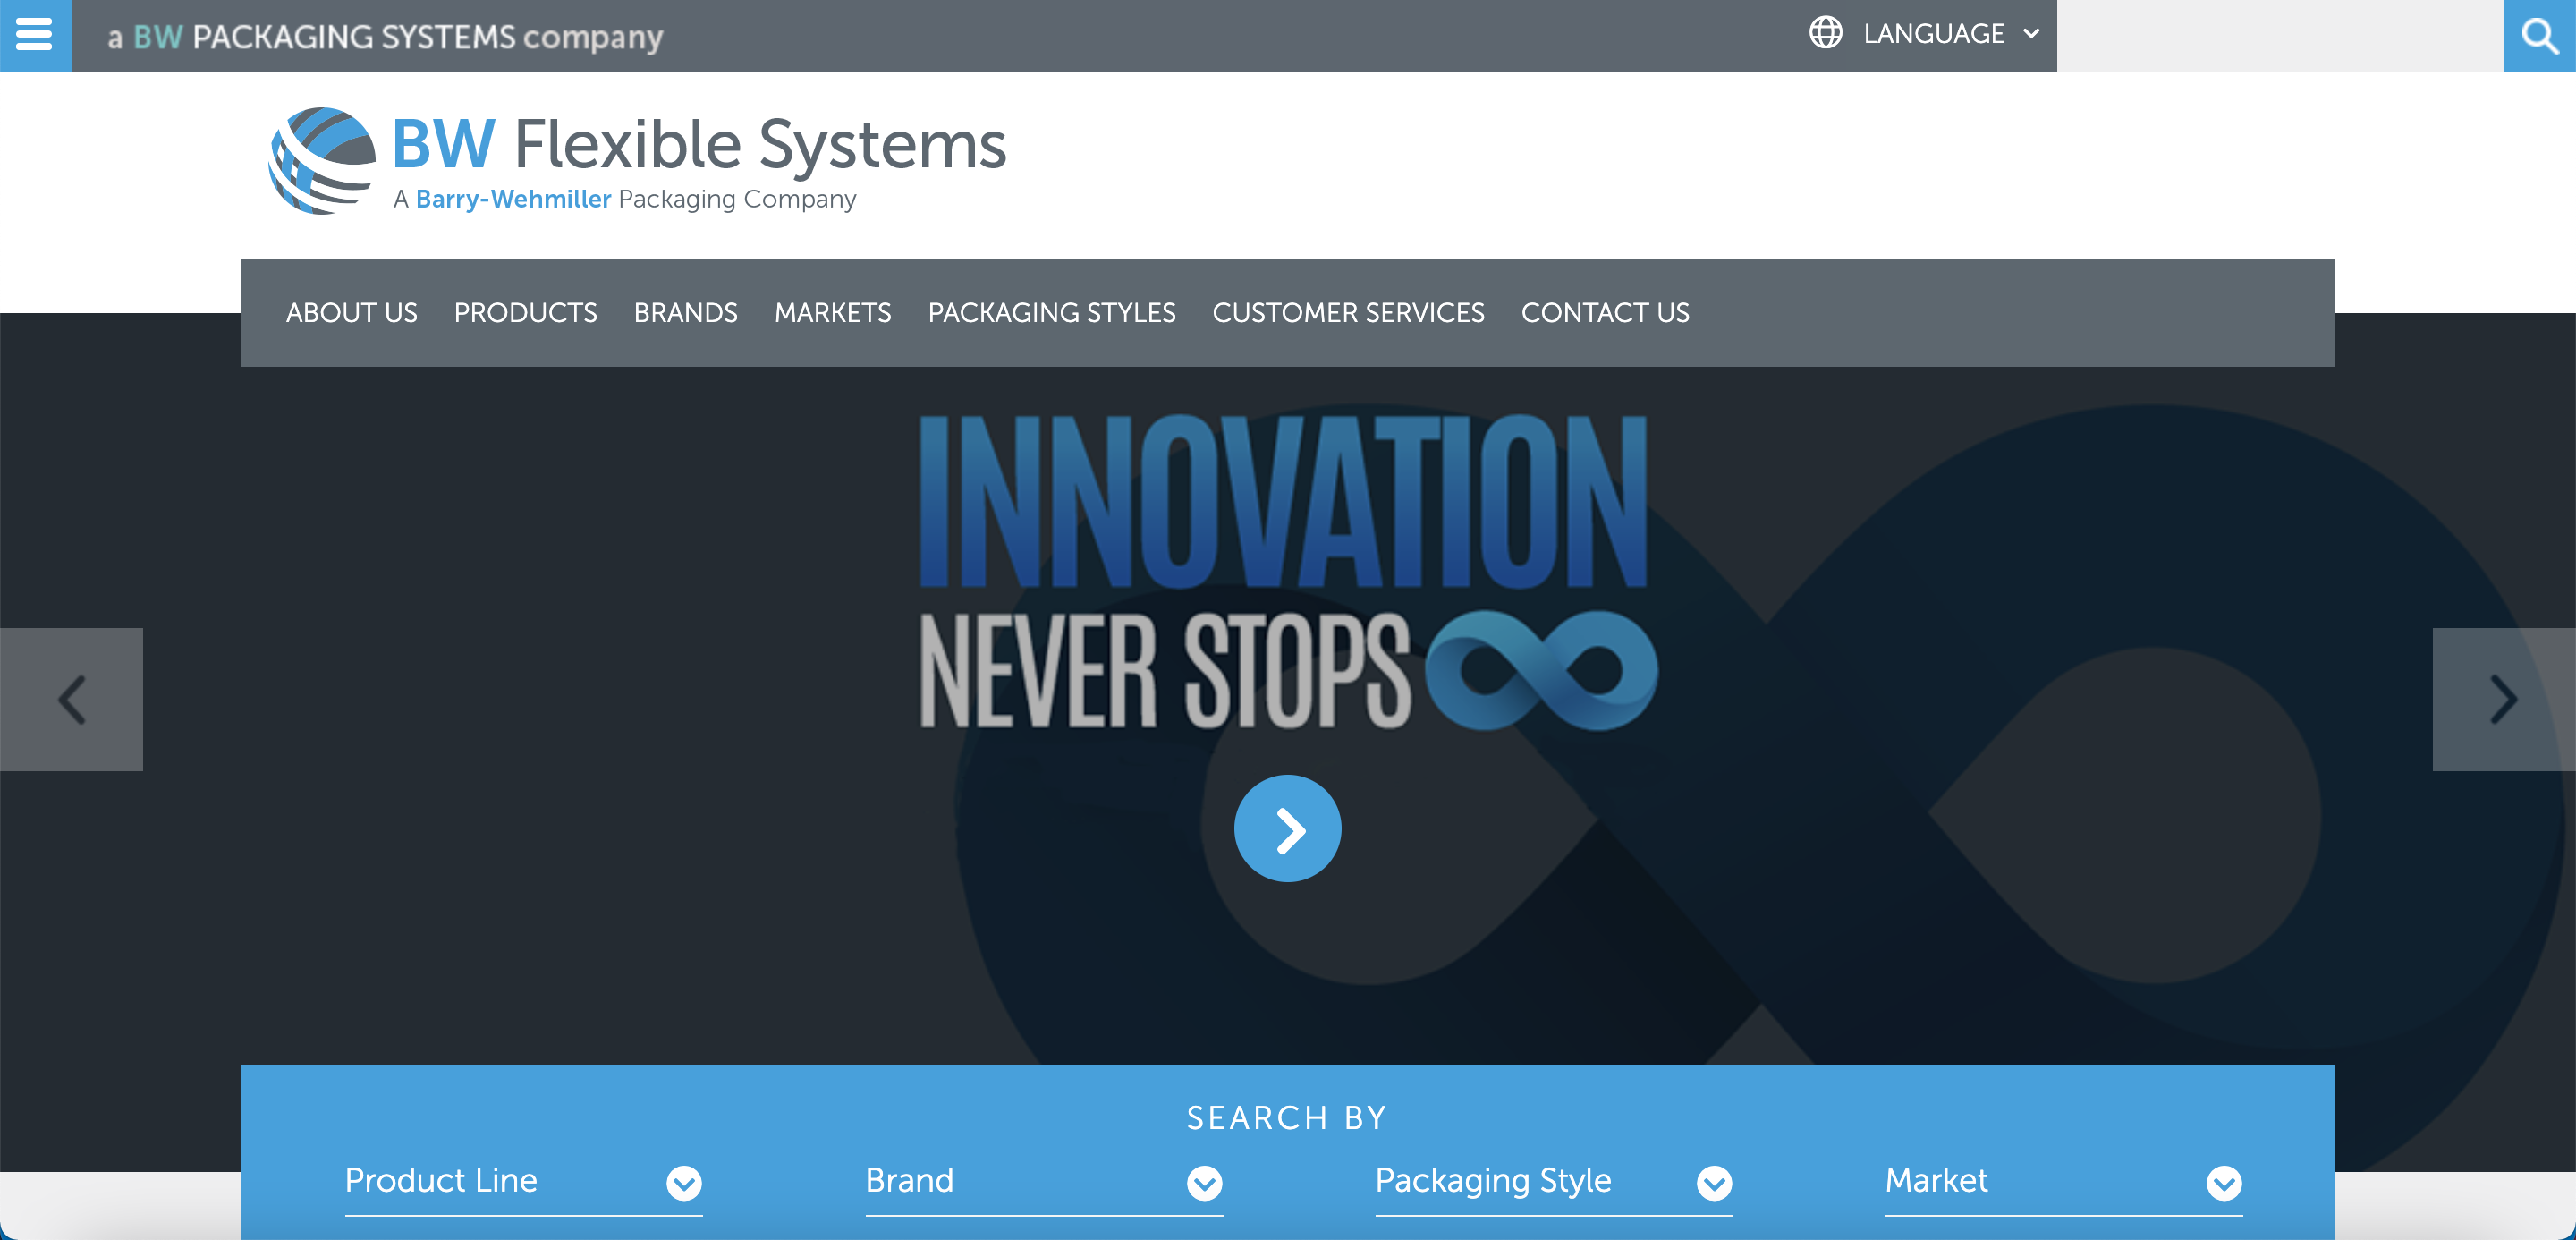 a BW PACKAGING SYSTEMS company
LANGUAGE
BW Flexible Systems
A Barry-Wehmiller Packaging Company
ABOUT US PRODUCTS BRANDS MARKETS PACKAGING STYLES CUSTOMER SERVICES CONTACT US
INNOVATION
NEVER STOPS
SEARCH BY
Product Line Brand Packaging Style Market